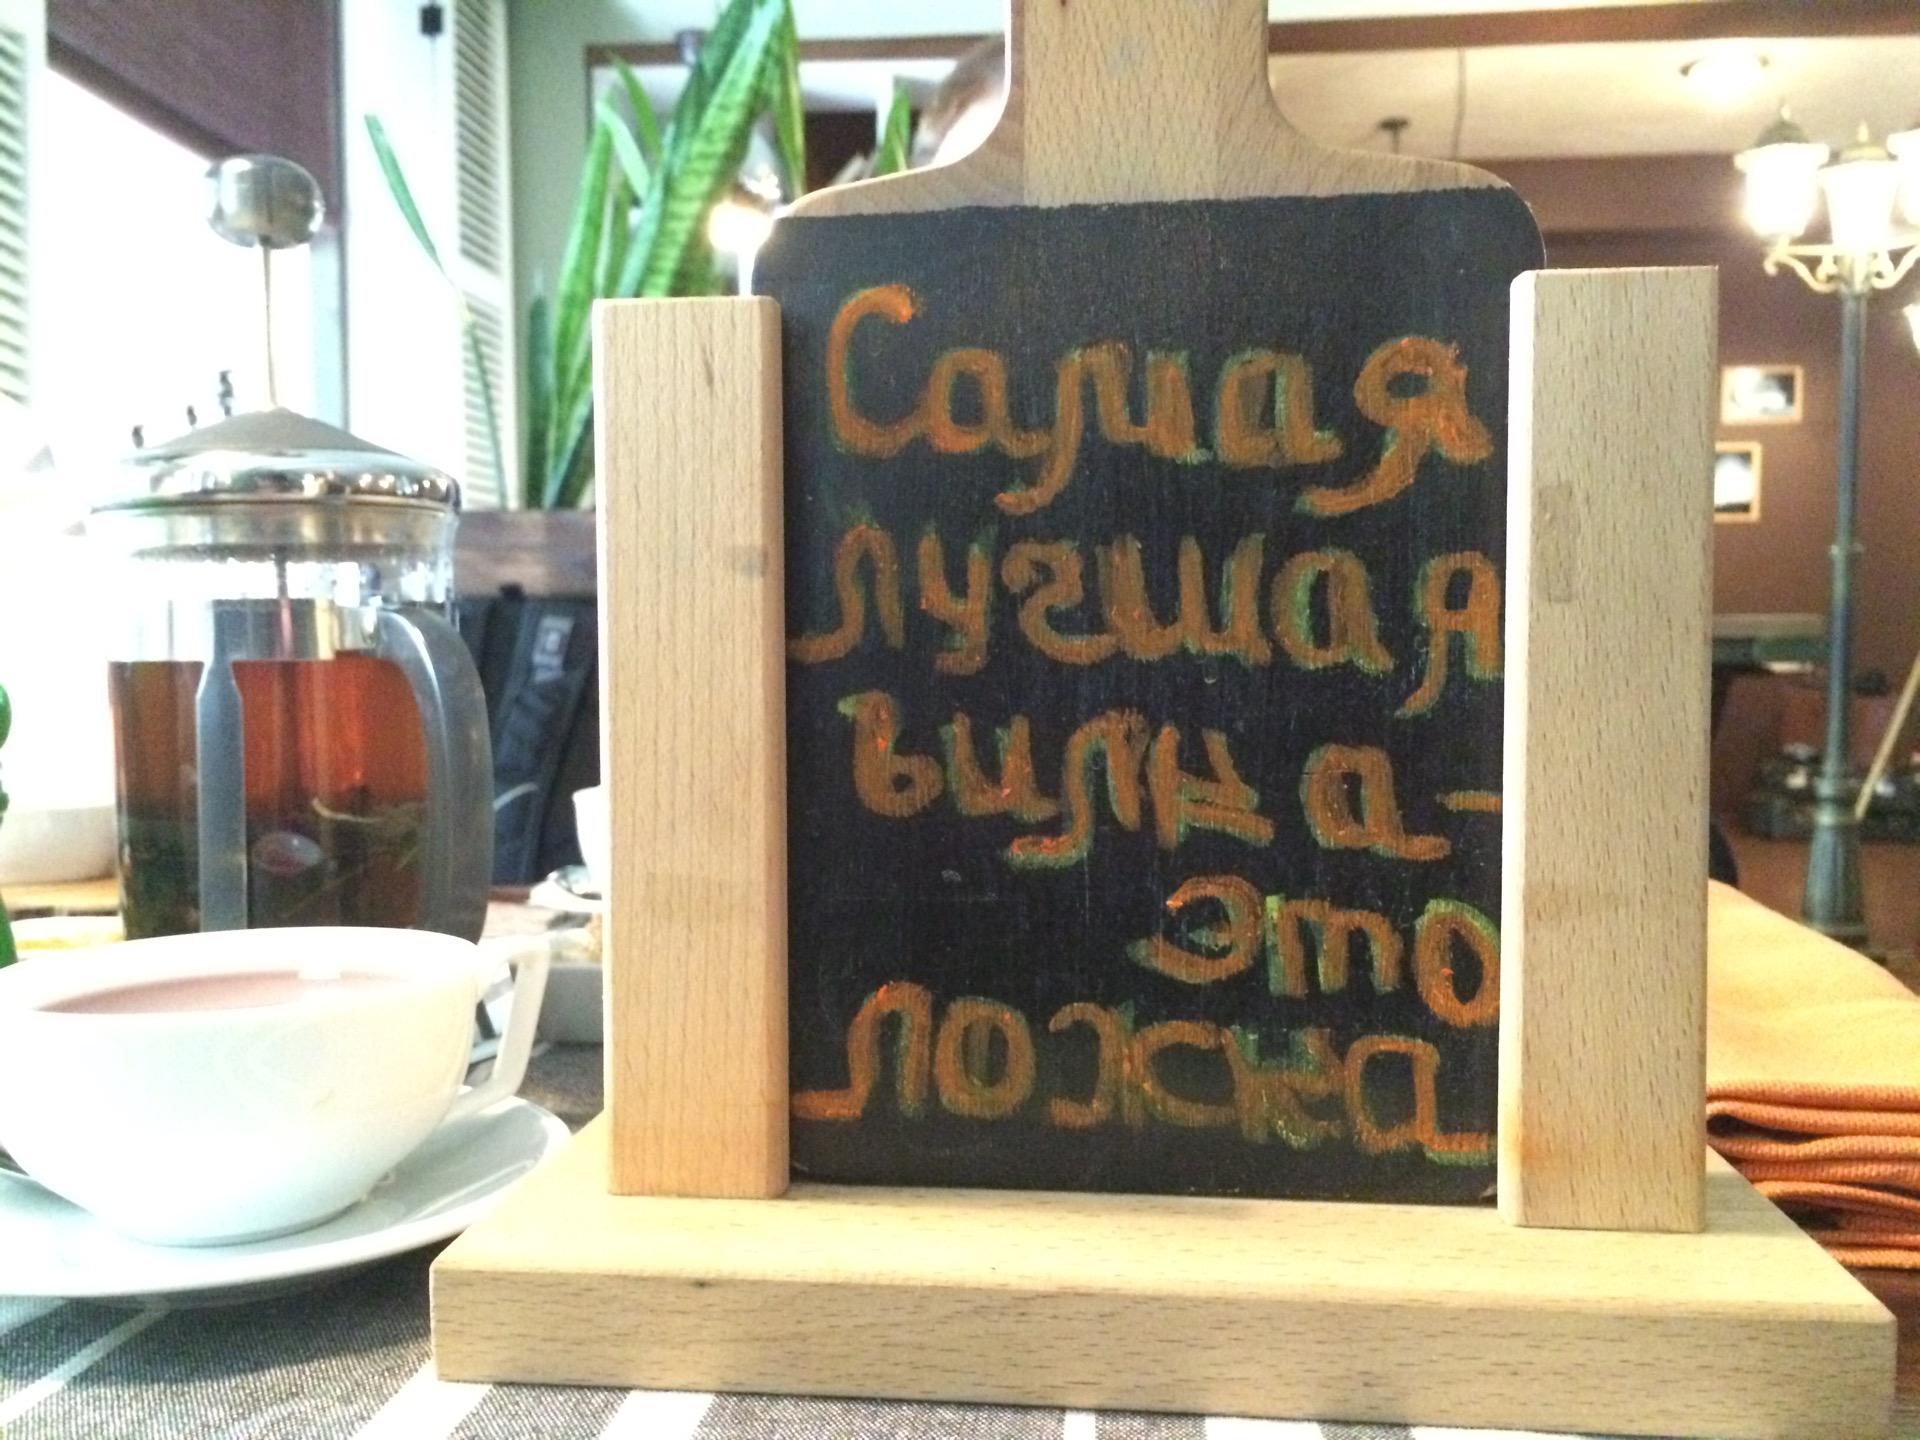 Самая
лучшая
вилка -
это
ложка